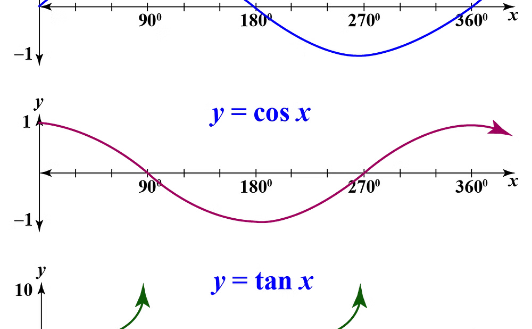 90⁰ 180⁰ 270⁰ 360⁰ x
–1
y = cos x
y
1
90⁰ 180⁰ 270⁰ 360⁰ x
–1
y = tan x
y
10